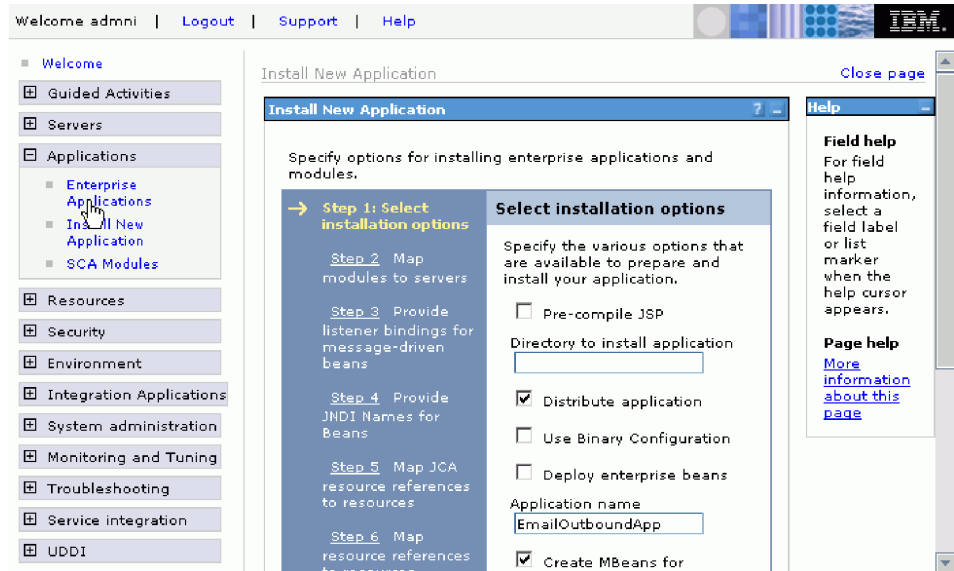 Welcome admni | Logout | Support | Help
IBM.
Welcome
Guided Activities
Servers
Applications
Enterprise
Applications
Install New
Application
SCA Modules
Resources
Security
Environment
Integration Applications
System administration
Monitoring and Tuning
Troubleshooting
Service integration
UDDI
Install New Application
Close page
Install New Application
? -
Specify options for installing enterprise applications and
modules.
Step 1: Select
installation options
Step 2 Map
modules to servers
Step 3 Provide
listener bindings for
message-driven
beans
Step 4 Provide
JNDI Names for
Beans
Step 5 Map JCA
resource references
to resources
Step 6 Map
resource references
to resources
Select installation options
Specify the various options that
are available to prepare and
install your application.
Pre-compile JSP
Directory to install application
Distribute application
Use Binary Configuration
Deploy enterprise beans
Application name
EmailOutboundApp
Create MBeans for
Help
Field help
For field
help
information,
select a
field label
or list
marker
when the
help cursor
appears.
Page help
More
information
about this
page